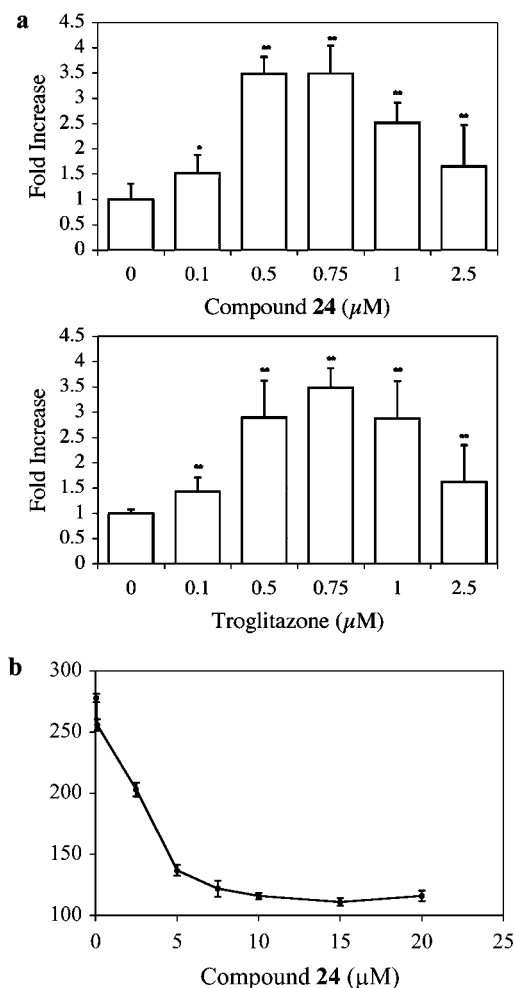 a
4.5
4
3.5
3
2.5
2
1.5
1
0.5
0
Fold Increase
* ** ** ** **
0 0.1 0.5 0.75 1 2.5
Compound 24 (µM)
4.5
4
3.5
3
2.5
2
1.5
1
0.5
0
Fold Increase
** ** ** ** **
0 0.1 0.5 0.75 1 2.5
Troglitazone (µM)
b
300
250
200
150
100
0 5 10 15 20 25
Compound 24 (µM)